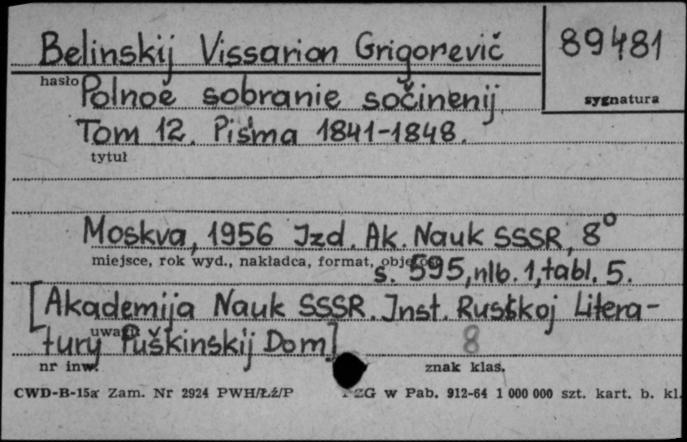 Belinskij Vissarion Grigorevič 89481
hasło sygnatura
Polnoe sobranie sočinenij
Tom 12. Pis'ma 1841-1848.
tytuł
Moskva, 1956 Izd. Ak. Nauk SSSR, 8°
miejsce, rok wyd., nakładca, format, objętość
s. 595, nlb. 1, tabl. 5.
[Akademija Nauk SSSR. Inst. Russkoj Litera-
tury Puškinskij Dom] 8
uwagi
nr inw. znak klas.
CWD-B-15a Zam. Nr 2924 PWH/Łź/P PZG w Pab. 912-64 1 000 000 szt. kart. b. kl.